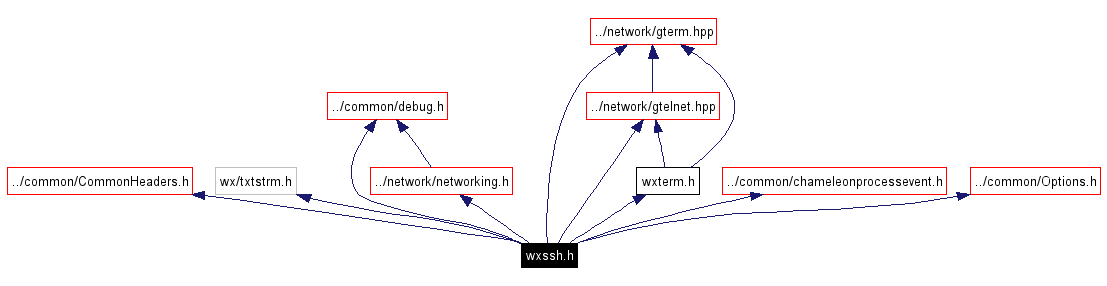 ../network/gterm.hpp
../common/debug.h
../network/gtelnet.hpp
../common/CommonHeaders.h
wx/txtstrm.h
../network/networking.h
wxterm.h
../common/chameleonprocessevent.h
../common/Options.h
wxssh.h